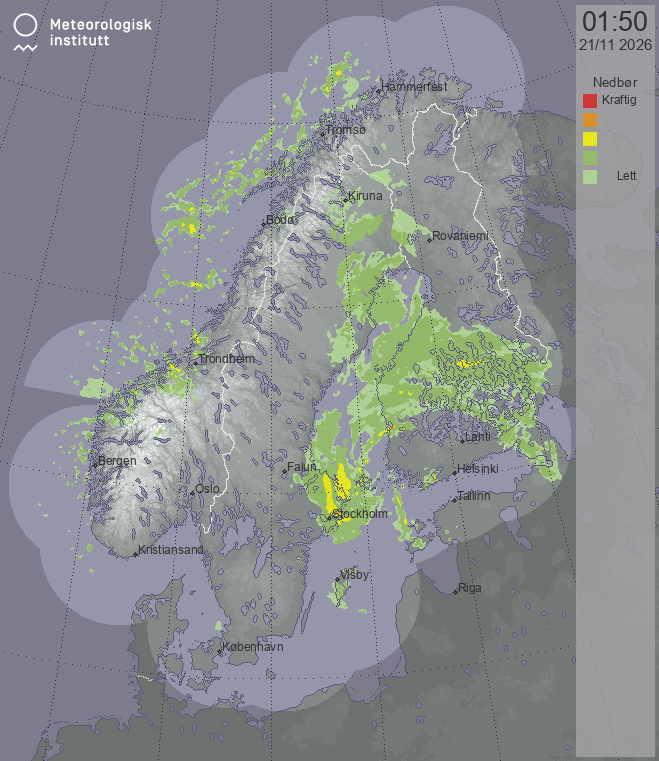 Meteorologisk
institutt
01:50
21/11 2026
Nedbør
Kraftig
Lett
Hammerfest
Tromsø
Kiruna
Bodø
Rovaniemi
Trondheim
Lahti
Bergen
Falun
Helsinki
Oslo
Tallinn
Stockholm
Kristiansand
Visby
Riga
København